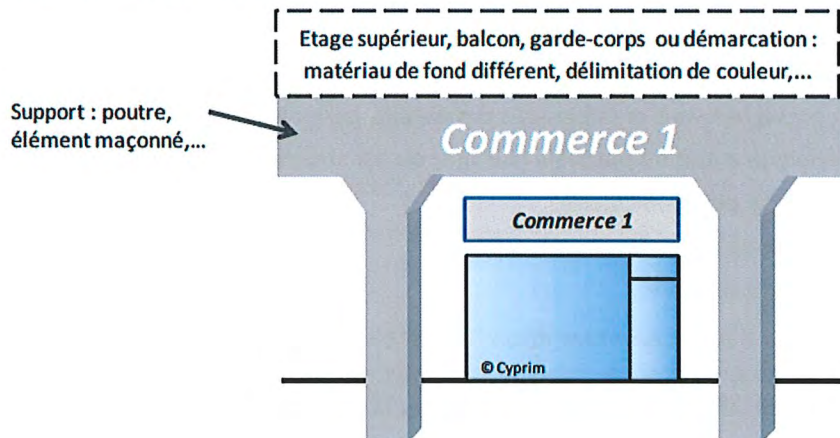 Etage supérieur, balcon, garde-corps ou démarcation :
matériau de fond différent, délimitation de couleur,...
Support : poutre,
élément maçonné,...
Commerce 1
Commerce 1
© Cyprim